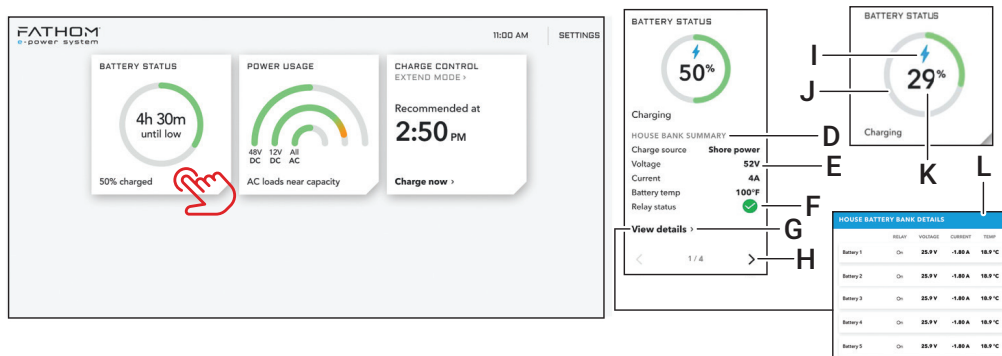 FATHOM
e-power system
11:00 AM
SETTINGS
BATTERY STATUS
4h 30m
until low
50% charged
POWER USAGE
48V 12V All
DC DC AC
AC loads near capacity
CHARGE CONTROL
EXTEND MODE >
Recommended at
2:50 PM
Charge now >
BATTERY STATUS
50%
Charging
HOUSE BANK SUMMARY
Charge source Shore power
Voltage 52V
Current 4A
Battery temp 100°F
Relay status
View details >
< 1/4 >
D
E
F
G
H
BATTERY STATUS
29%
Charging
I
J
K
L
HOUSE BATTERY BANK DETAILS
RELAY VOLTAGE CURRENT TEMP
Battery 1 On 25.9 V -1.80 A 18.9 °C
Battery 2 On 25.9 V -1.80 A 18.9 °C
Battery 3 On 25.9 V -1.80 A 18.9 °C
Battery 4 On 25.9 V -1.80 A 18.9 °C
Battery 5 On 25.9 V -1.80 A 18.9 °C